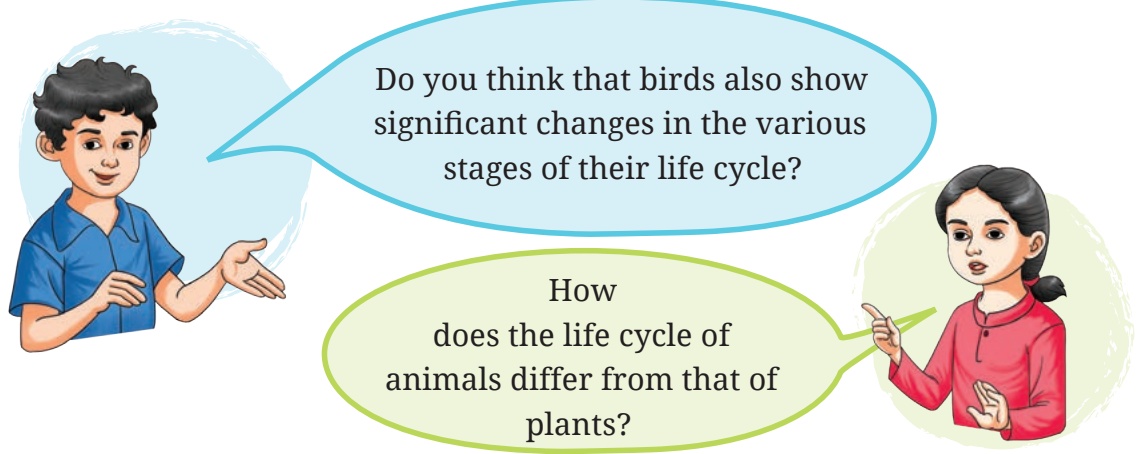 Do you think that birds also show
significant changes in the various
stages of their life cycle?
How
does the life cycle of
animals differ from that of
plants?